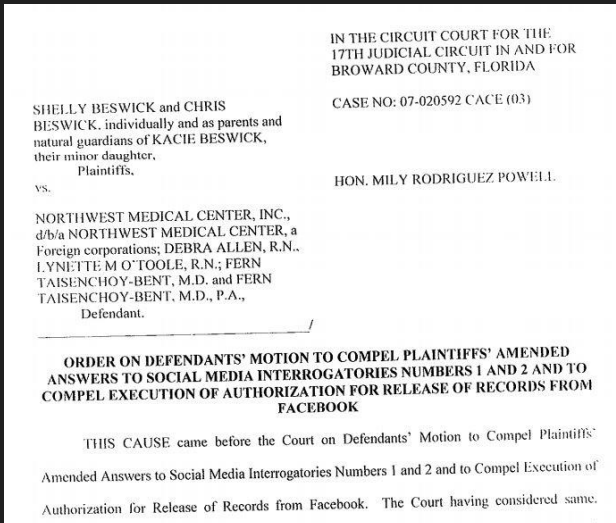 IN THE CIRCUIT COURT FOR THE
17TH JUDICIAL CIRCUIT IN AND FOR
BROWARD COUNTY, FLORIDA
CASE NO: 07-020592 CACE (03)
SHELLY BESWICK and CHRIS
BESWICK. individually and as parents and
natural guardians of KACIE BESWICK,
their minor daughter,
Plaintiffs,
vs.
HON. MILY RODRIGUEZ POWELL
NORTHWEST MEDICAL CENTER, INC.,
d/b/a NORTHWEST MEDICAL CENTER, a
Foreign corporations; DEBRA ALLEN, R.N.,
LYNETTE M O'TOOLE, R.N.; FERN
TAISENCHOY-BENT, M.D. and FERN
TAISENCHOY-BENT, M.D., P.A.,
Defendant.
/
ORDER ON DEFENDANTS' MOTION TO COMPEL PLAINTIFFS' AMENDED
ANSWERS TO SOCIAL MEDIA INTERROGATORIES NUMBERS 1 AND 2 AND TO
COMPEL EXECUTION OF AUTHORIZATION FOR RELEASE OF RECORDS FROM
FACEBOOK
THIS CAUSE came before the Court on Defendants' Motion to Compel Plaintiffs'
Amended Answers to Social Media Interrogatories Numbers 1 and 2 and to Compel Execution of
Authorization for Release of Records from Facebook. The Court having considered same.